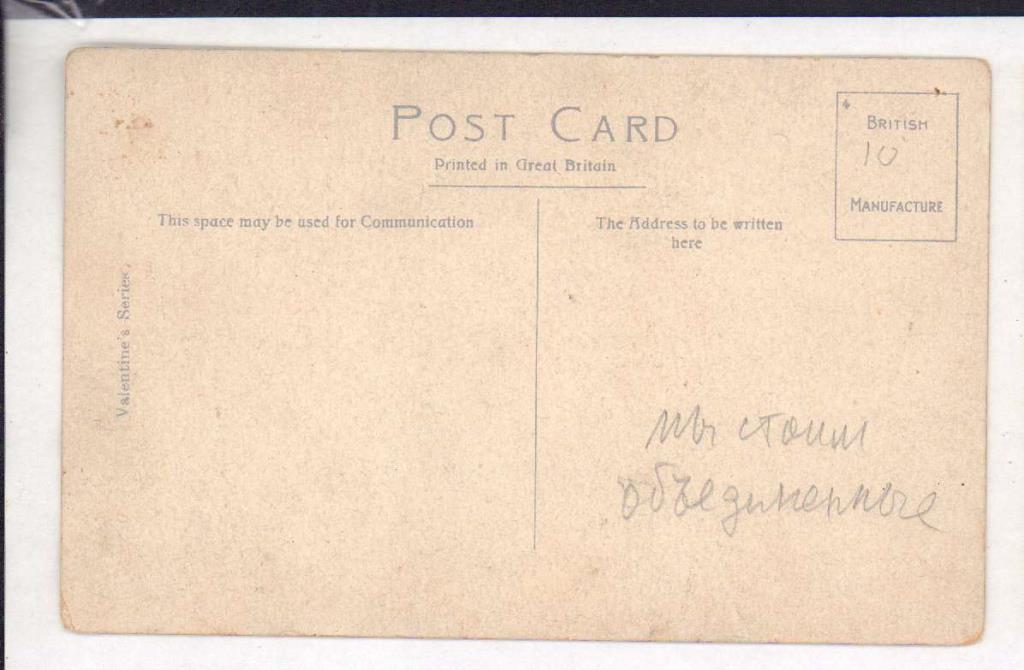 POST CARD
Printed in Great Britain
BRITISH
10
MANUFACTURE
This space may be used for Communication
The Address to be written
here
Valentine's Series.
мы стоим
объединенные